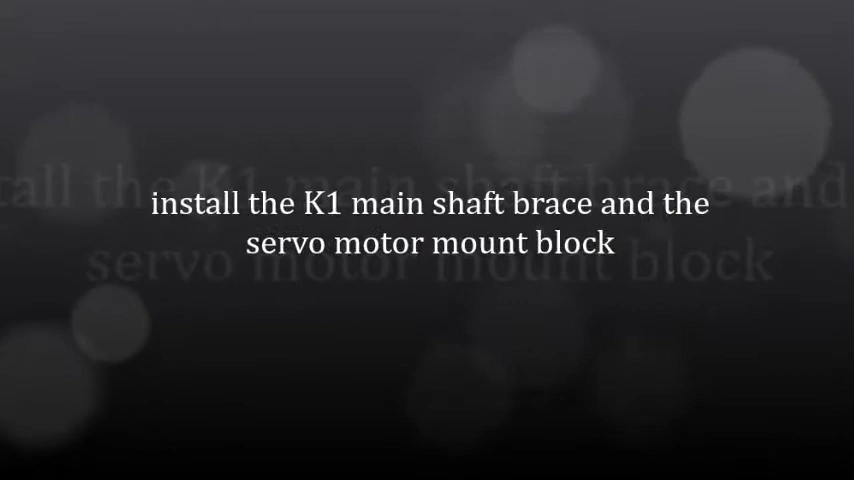 install the K1 main shaft brace and the
servo motor mount block